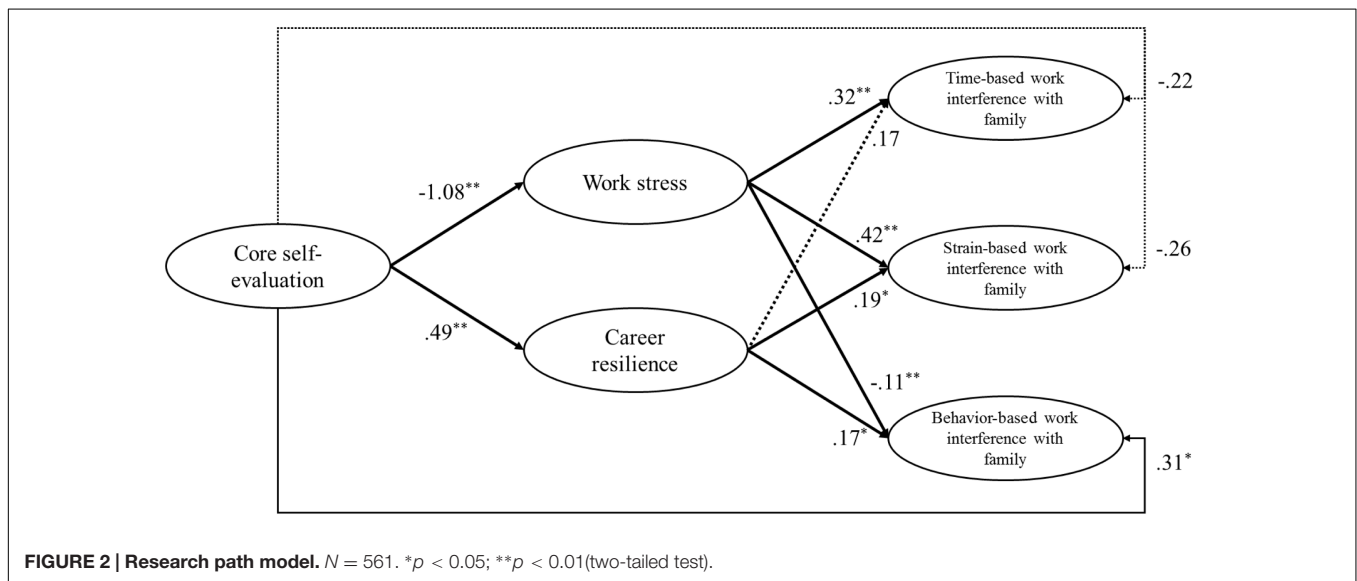 Time-based work
interference with
family
-.22
.32**
.17
Work stress
-1.08**
Core self-
evaluation
.42**
Strain-based work
interference with
family
-.26
.19*
.49**
Career
resilience
-.11**
.17*
Behavior-based work
interference with
family
.31*
FIGURE 2 | Research path model. N = 561. *p < 0.05; **p < 0.01(two-tailed test).